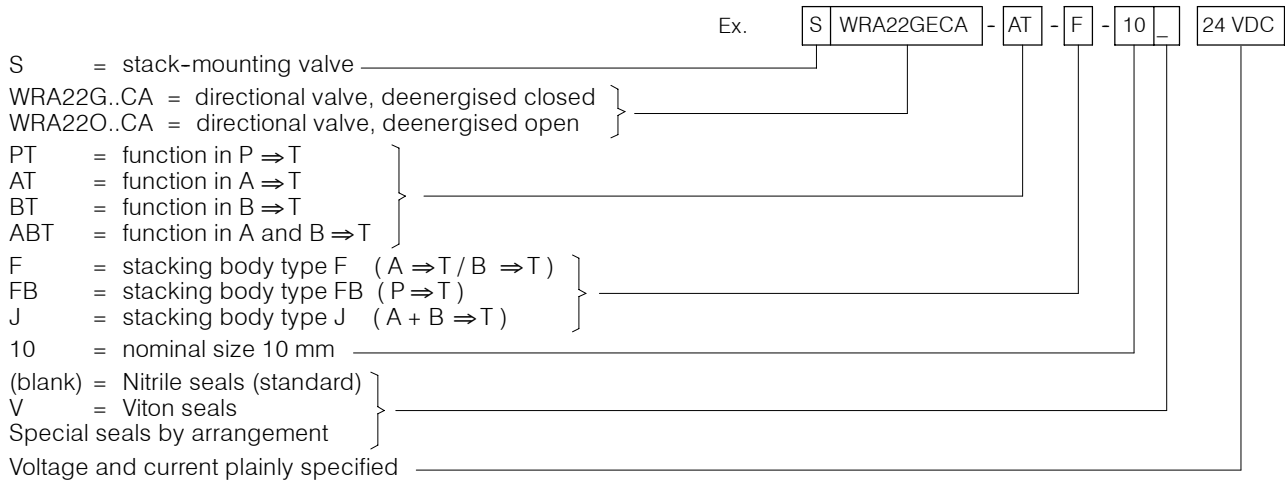 Ex. S WRA22GECA - AT - F - 10 _ 24 VDC
S = stack-mounting valve
WRA22G..CA = directional valve, deenergised closed
WRA22O..CA = directional valve, deenergised open
PT = function in P ⇒ T
AT = function in A ⇒ T
BT = function in B ⇒ T
ABT = function in A and B ⇒ T
F = stacking body type F ( A ⇒ T / B ⇒ T )
FB = stacking body type FB ( P ⇒ T )
J = stacking body type J ( A + B ⇒ T )
10 = nominal size 10 mm
(blank) = Nitrile seals (standard)
V = Viton seals
Special seals by arrangement
Voltage and current plainly specified